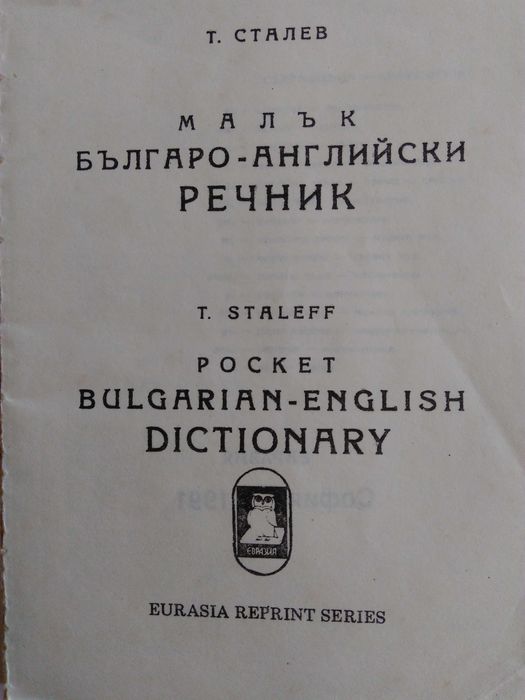 Т. СТАЛЕВ
МАЛЪК
БЪЛГАРО-АНГЛИЙСКИ
РЕЧНИК
T. STALEFF
POCKET
BULGARIAN-ENGLISH
DICTIONARY
ЕВРАЗИЯ
EURASIA REPRINT SERIES